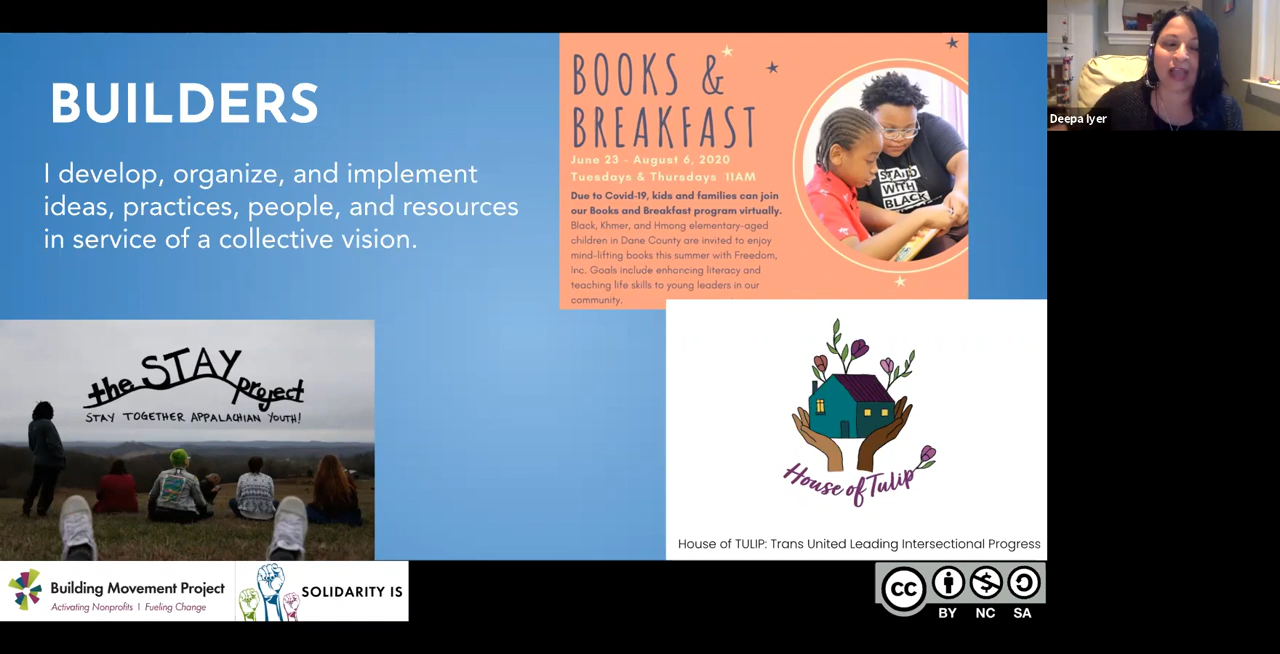 BUILDERS
I develop, organize, and implement
ideas, practices, people, and resources
in service of a collective vision.
BOOKS &
BREAKFAST
June 23 - August 6, 2020
Tuesdays & Thursdays 11AM
Due to Covid-19, kids and families can join
our Books and Breakfast program virtually.
Black, Khmer, and Hmong elementary-aged
children in Dane County are invited to enjoy
mind-lifting books this summer with Freedom,
Inc. Goals include enhancing literacy and
teaching life skills to young leaders in our
community.
STAND
WITH
BLACK
Deepa Iyer
the STAY project
STAY TOGETHER APPALACHIAN YOUTH!
House of Tulip
House of TULIP: Trans United Leading Intersectional Progress
Building Movement Project
Activating Nonprofits | Fueling Change
SOLIDARITY IS
CC
BY NC SA